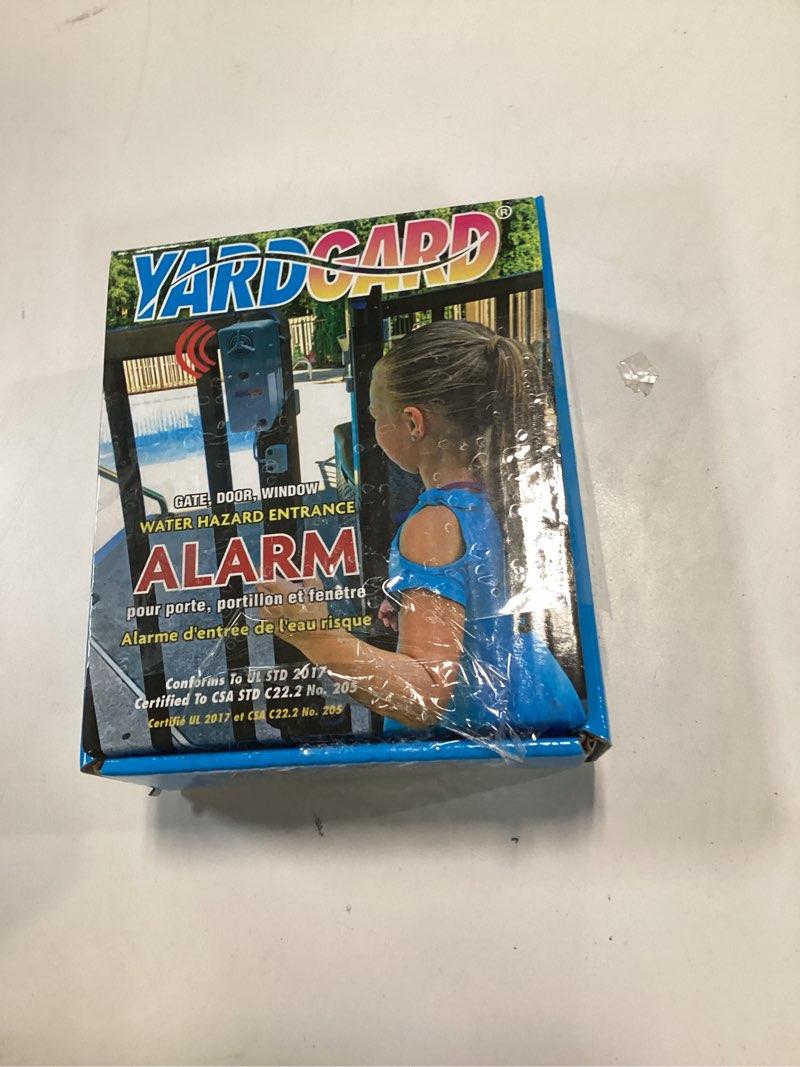 YARDGARD®
GATE, DOOR, WINDOW
WATER HAZARD ENTRANCE
ALARM
pour porte, portillon et fenêtre
Alarme d'entrée de l'eau risque
Conforms To UL STD 2017
Certified To CSA STD C22.2 No. 205
Certifié UL 2017 et CSA C22.2 No. 205